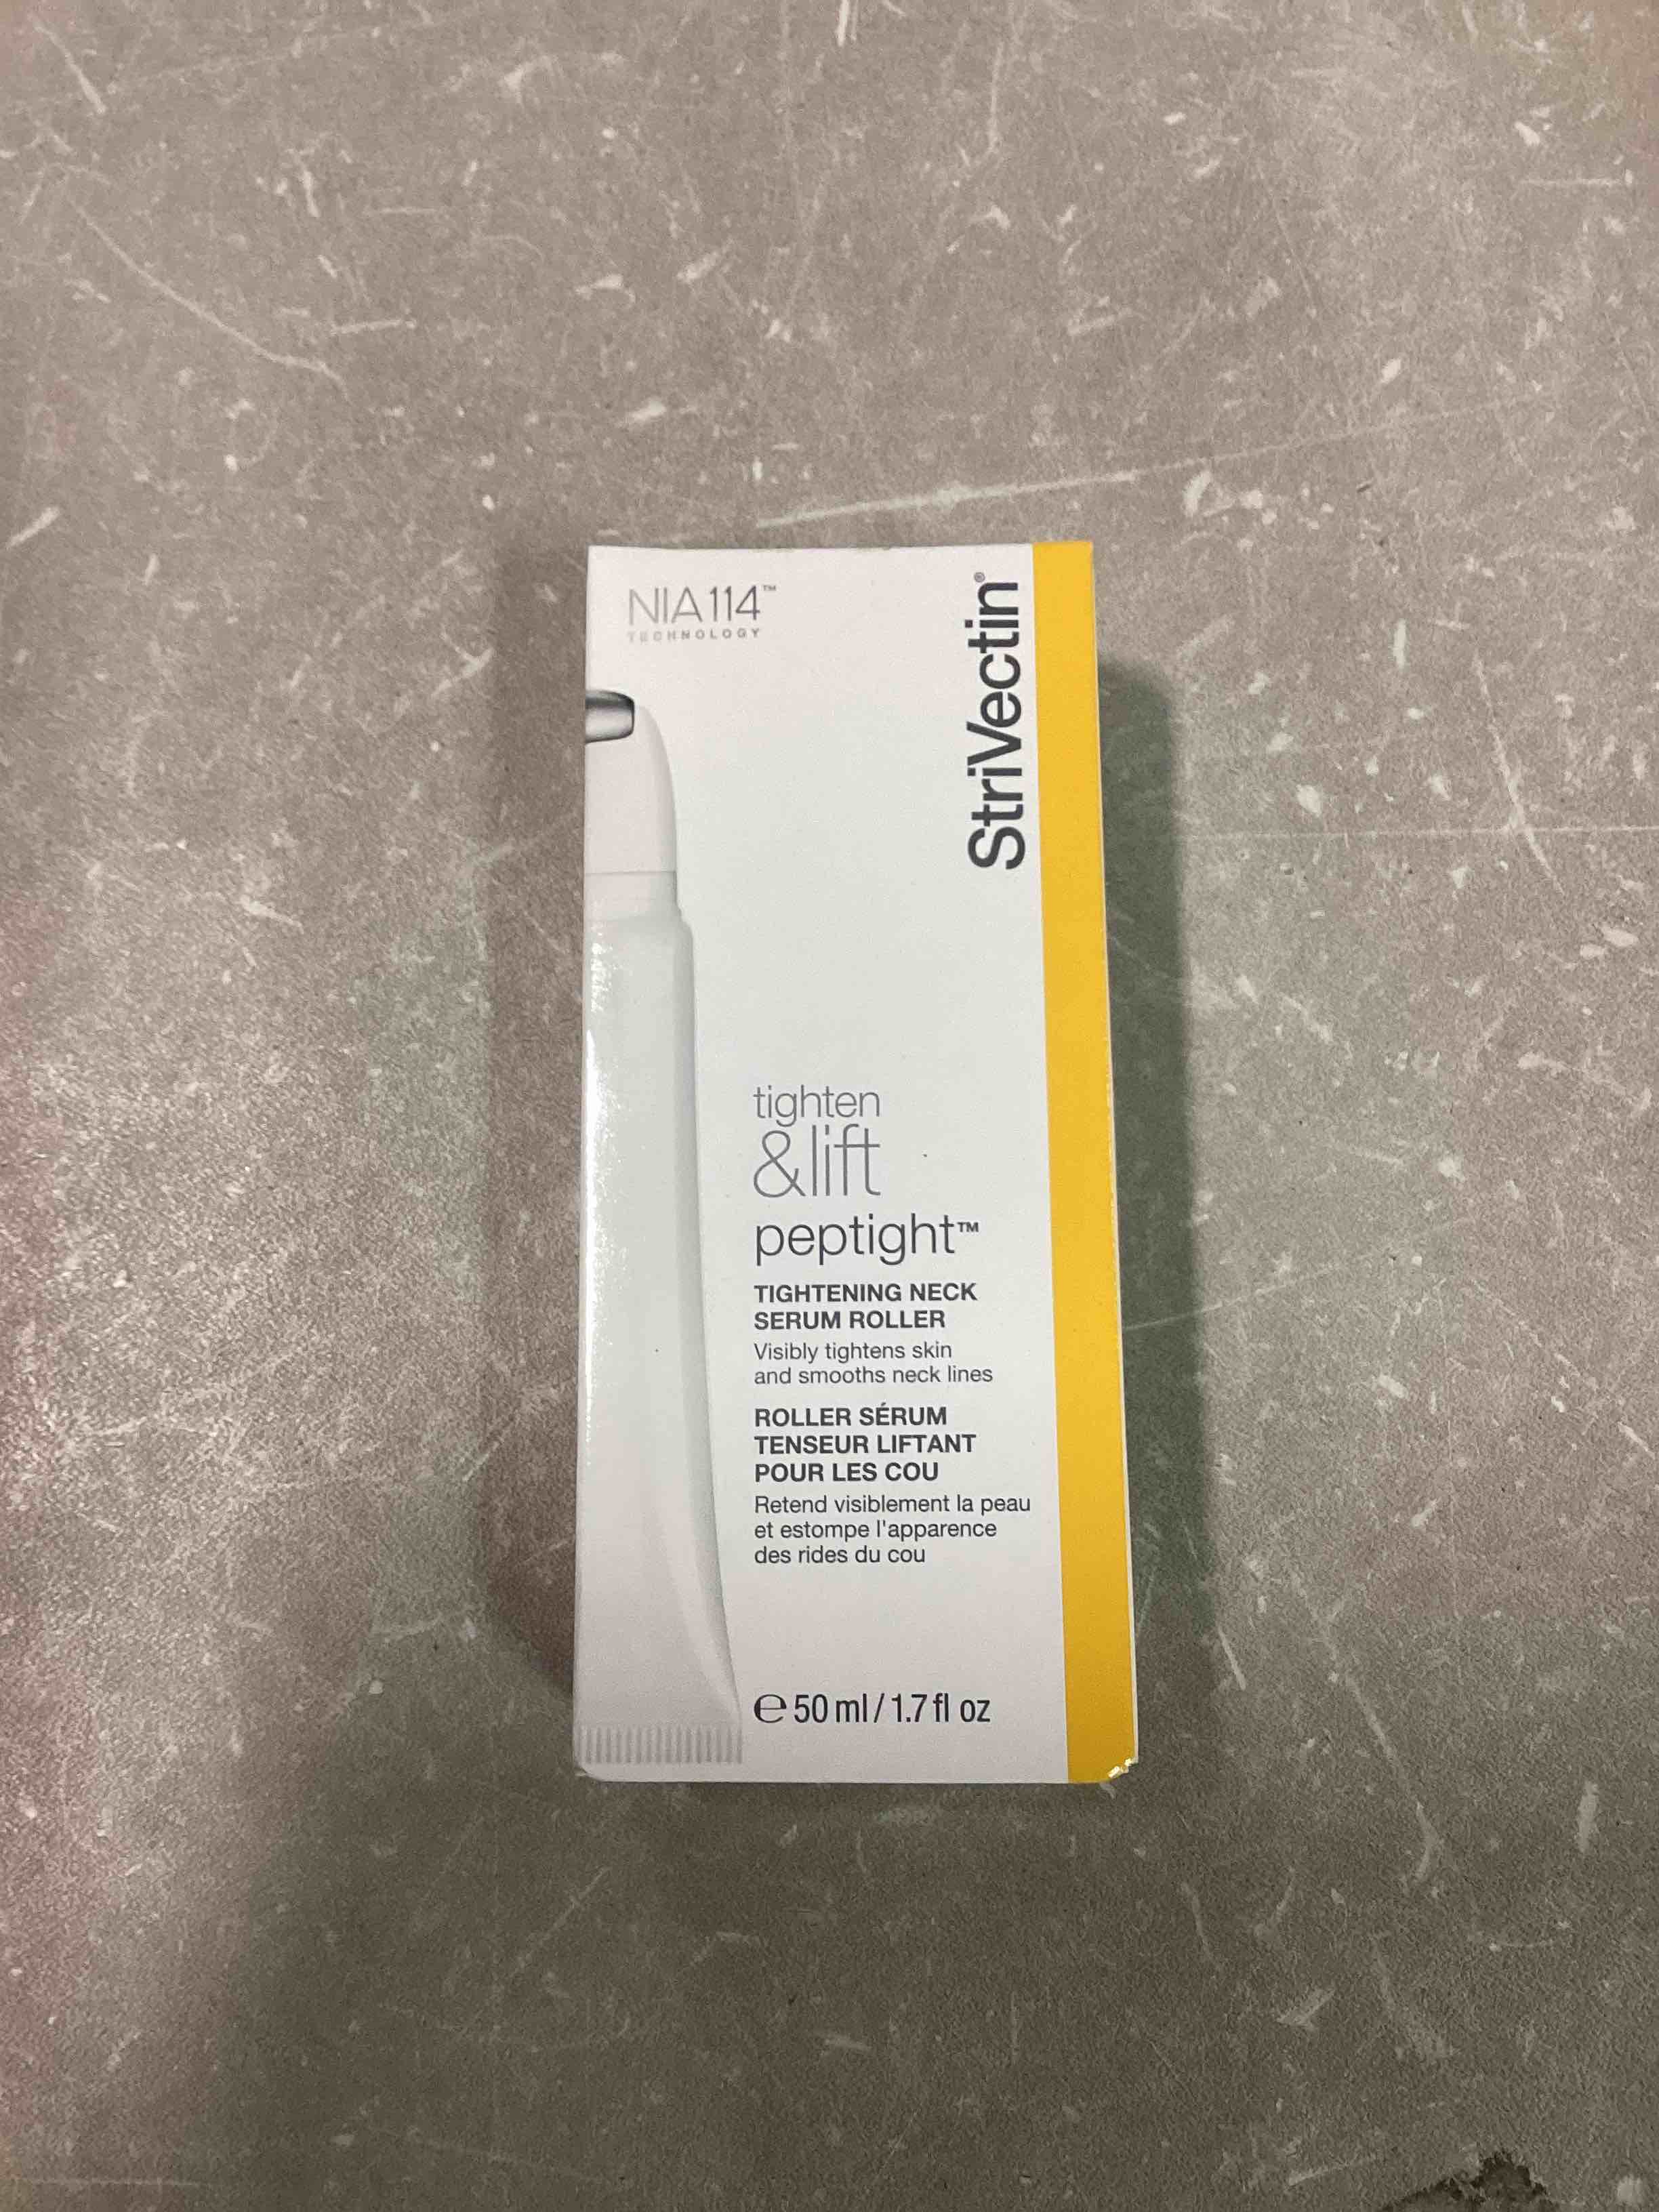 NIA114™
TECHNOLOGY
StriVectin®
tighten
&lift
peptight™
TIGHTENING NECK
SERUM ROLLER
Visibly tightens skin
and smooths neck lines
ROLLER SÉRUM
TENSEUR LIFTANT
POUR LES COU
Retend visiblement la peau
et estompe l'apparence
des rides du cou
℮ 50 ml / 1.7 fl oz